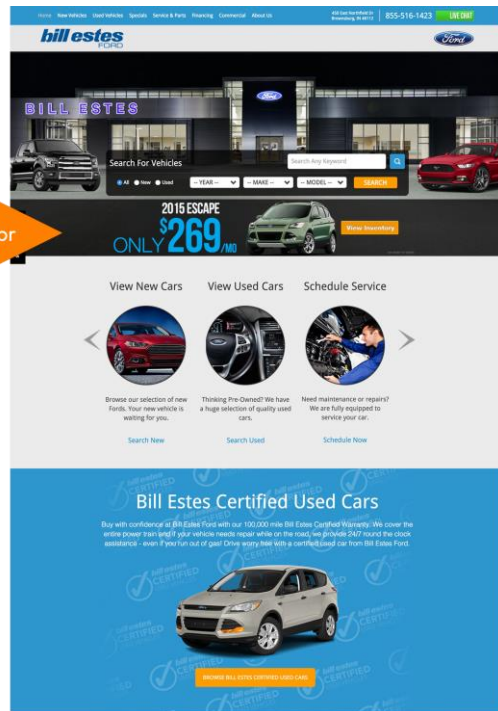 Home New Vehicles Used Vehicles Specials Service & Parts Financing Commercial About Us
855-516-1423 LIVE CHAT
bill estes
FORD
Ford
BILL ESTES
Search For Vehicles
Search Any Keyword
All New Used -- YEAR -- -- MAKE -- -- MODEL -- SEARCH
or
2015 ESCAPE
ONLY $269/MO
View Inventory
View New Cars View Used Cars Schedule Service
Browse our selection of new Thinking Pre-Owned? We have Need maintenance or repairs?
Fords. Your new vehicle is a huge selection of quality used We are fully equipped to
waiting for you. cars. service your car.
Search New Search Used Schedule Now
Bill Estes Certified Used Cars
Buy with confidence at Bill Estes Ford with our 100,000 mile Bill Estes Certified Warranty. We cover the
entire power train and if your vehicle needs repair while on the road, we provide 24/7 round the clock
assistance - even if you run out of gas! Drive worry free with a certified used car from Bill Estes Ford.
BROWSE BILL ESTES CERTIFIED USED CARS